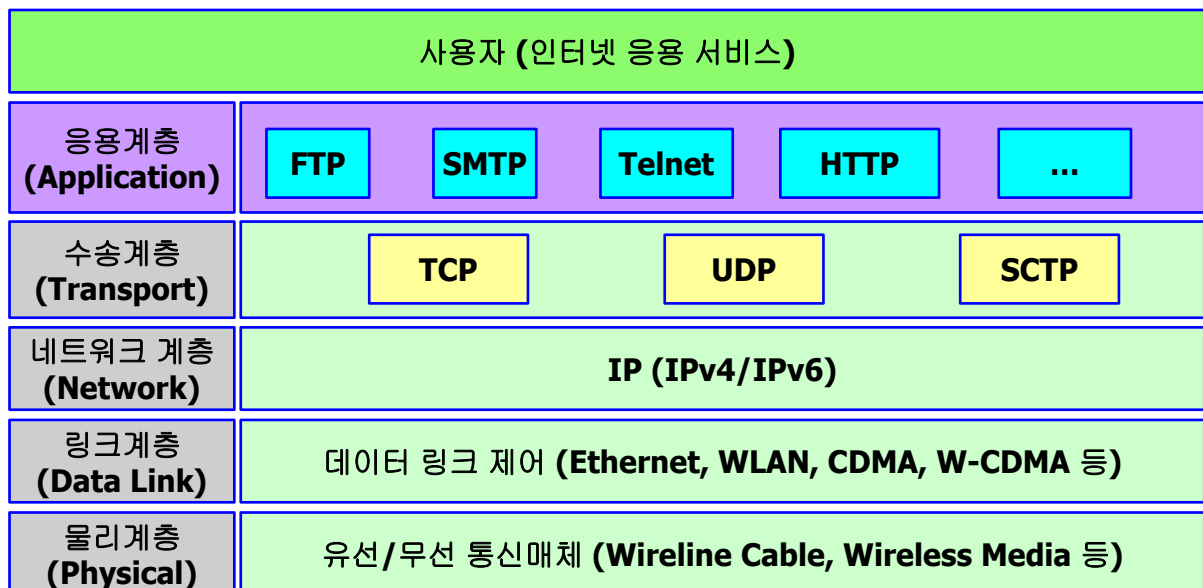 사용자 (인터넷 응용 서비스)
응용계층
(Application)
FTP SMTP Telnet HTTP ...
수송계층
(Transport)
TCP UDP SCTP
네트워크 계층
(Network)
IP (IPv4/IPv6)
링크계층
(Data Link)
데이터 링크 제어 (Ethernet, WLAN, CDMA, W-CDMA 등)
물리계층
(Physical)
유선/무선 통신매체 (Wireline Cable, Wireless Media 등)